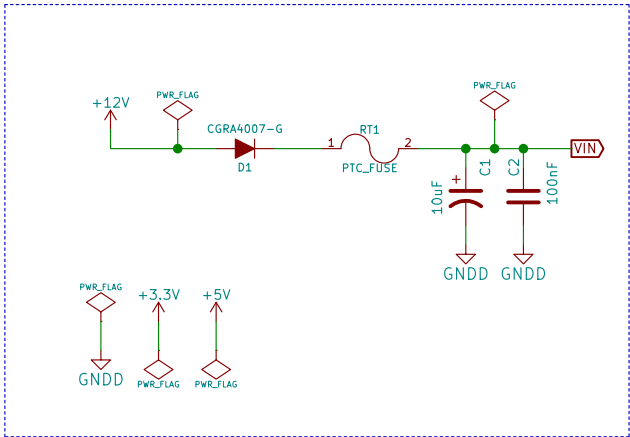 PWR_FLAG
+12V
CGRA4007-G
D1
1
RT1
2
PTC_FUSE
PWR_FLAG
VIN
+
10uF
C1
C2
100nF
GNDD
GNDD
PWR_FLAG
GNDD
+3.3V
PWR_FLAG
+5V
PWR_FLAG